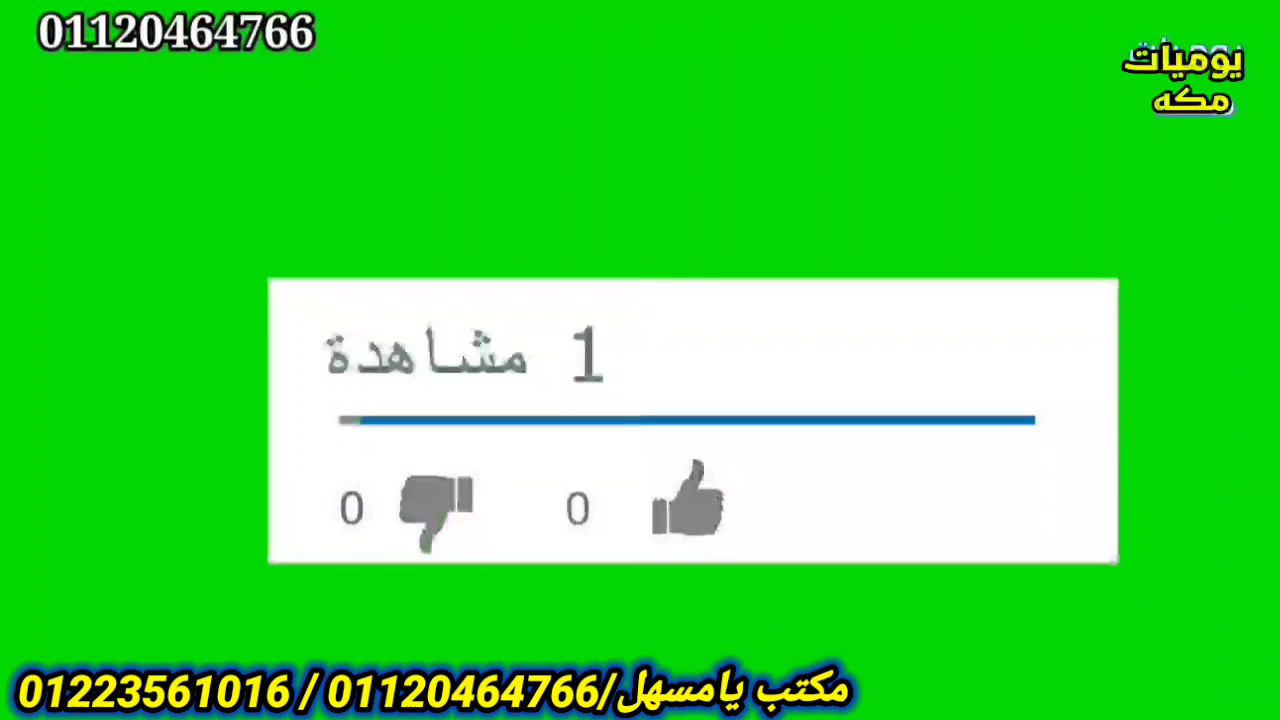 01120464766
يوميات
مكه
1 مشاهدة
0 0
مكتب يامسهل/01120464766 / 01223561016